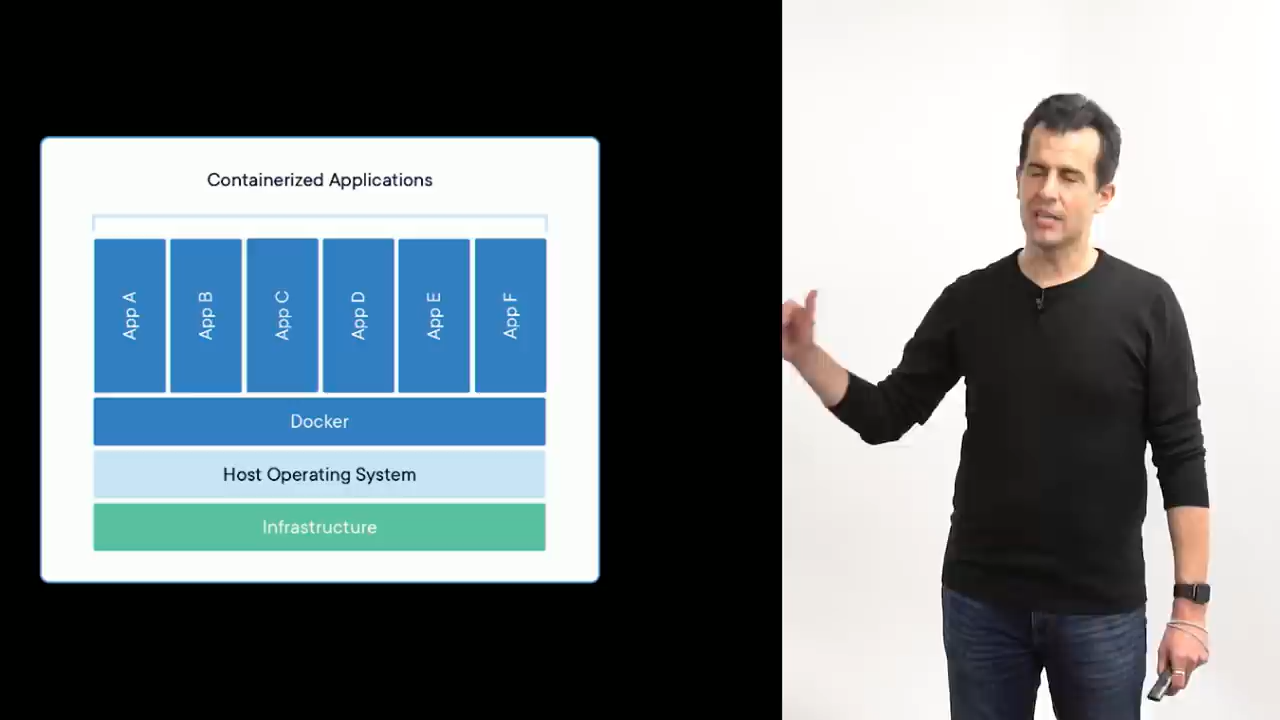 Containerized Applications
App A
App B
App C
App D
App E
App F
Docker
Host Operating System
Infrastructure